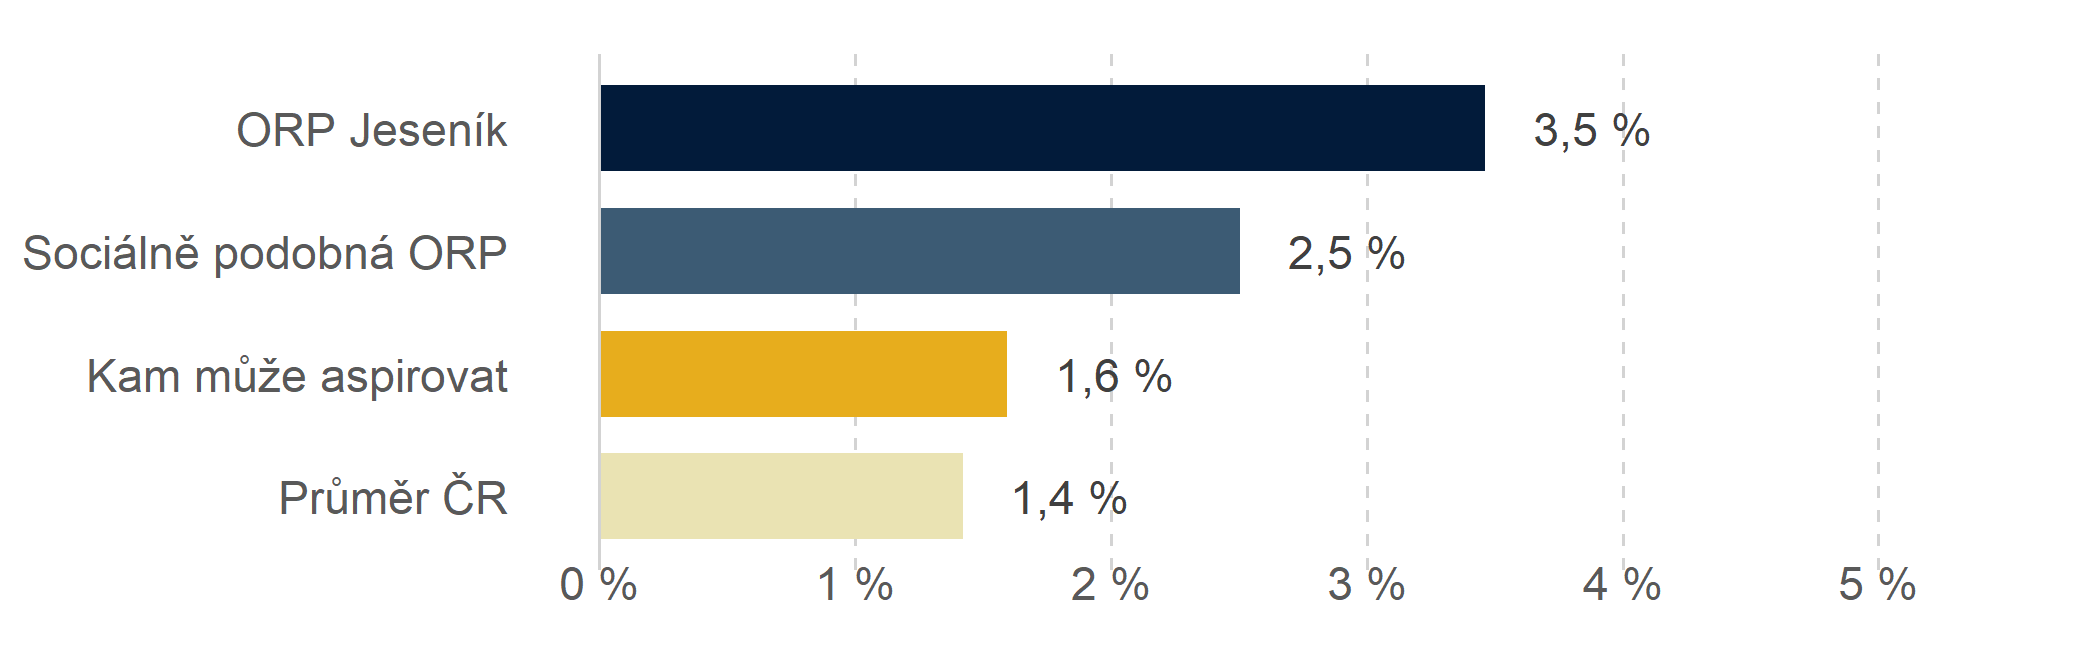 ORP Jeseník 3,5 %
Sociálně podobná ORP 2,5 %
Kam může aspirovat 1,6 %
Průměr ČR 1,4 %
0 % 1 % 2 % 3 % 4 % 5 %